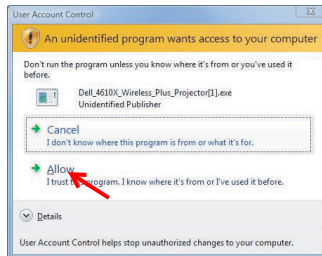 User Account Control
An unidentified program wants access to your computer
Don't run the program unless you know where it's from or you've used it
before.
Dell_4610X_Wireless_Plus_Projector[1].exe
Unidentified Publisher
Cancel
I don't know where this program is from or what it's for.
Allow
I trust this program. I know where it's from or I've used it before.
Details
User Account Control helps stop unauthorized changes to your computer.